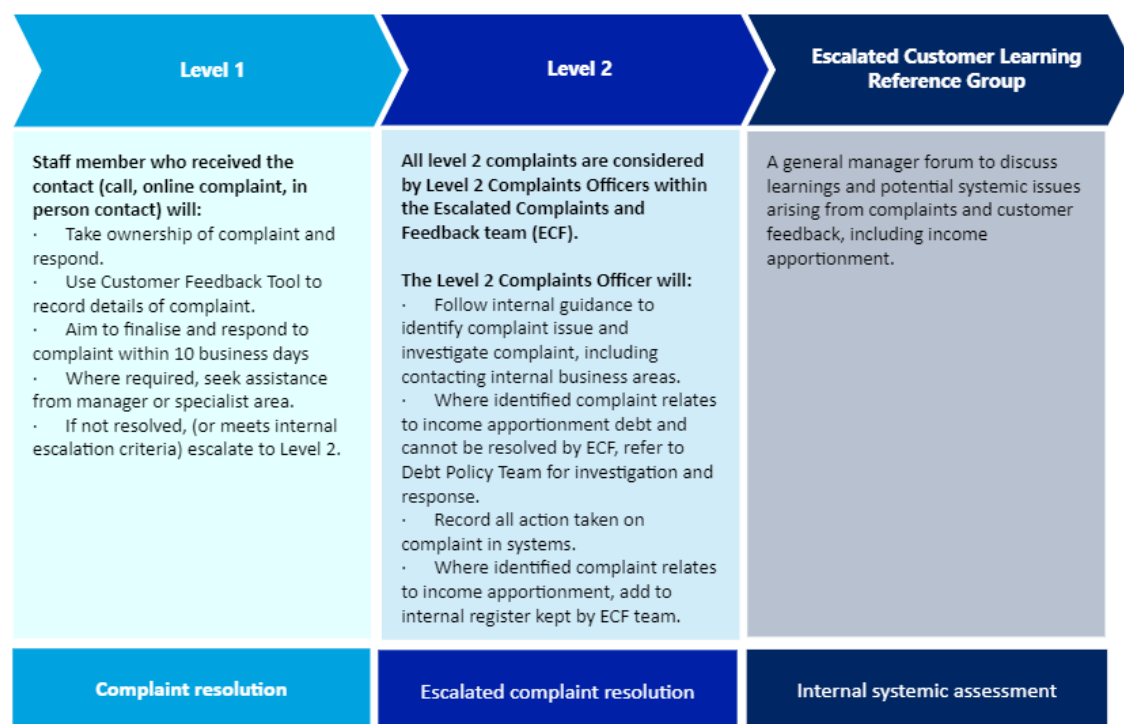 Level 1
Staff member who received the
contact (call, online complaint, in
person contact) will:
· Take ownership of complaint and
respond.
· Use Customer Feedback Tool to
record details of complaint.
· Aim to finalise and respond to
complaint within 10 business days
· Where required, seek assistance
from manager or specialist area.
· If not resolved, (or meets internal
escalation criteria) escalate to Level 2.
Complaint resolution
Level 2
All level 2 complaints are considered
by Level 2 Complaints Officers within
the Escalated Complaints and
Feedback team (ECF).
The Level 2 Complaints Officer will:
· Follow internal guidance to
identify complaint issue and
investigate complaint, including
contacting internal business areas.
· Where identified complaint relates
to income apportionment debt and
cannot be resolved by ECF, refer to
Debt Policy Team for investigation and
response.
· Record all action taken on
complaint in systems.
· Where identified complaint relates
to income apportionment, add to
internal register kept by ECF team.
Escalated complaint resolution
Escalated Customer Learning
Reference Group
A general manager forum to discuss
learnings and potential systemic issues
arising from complaints and customer
feedback, including income
apportionment.
Internal systemic assessment